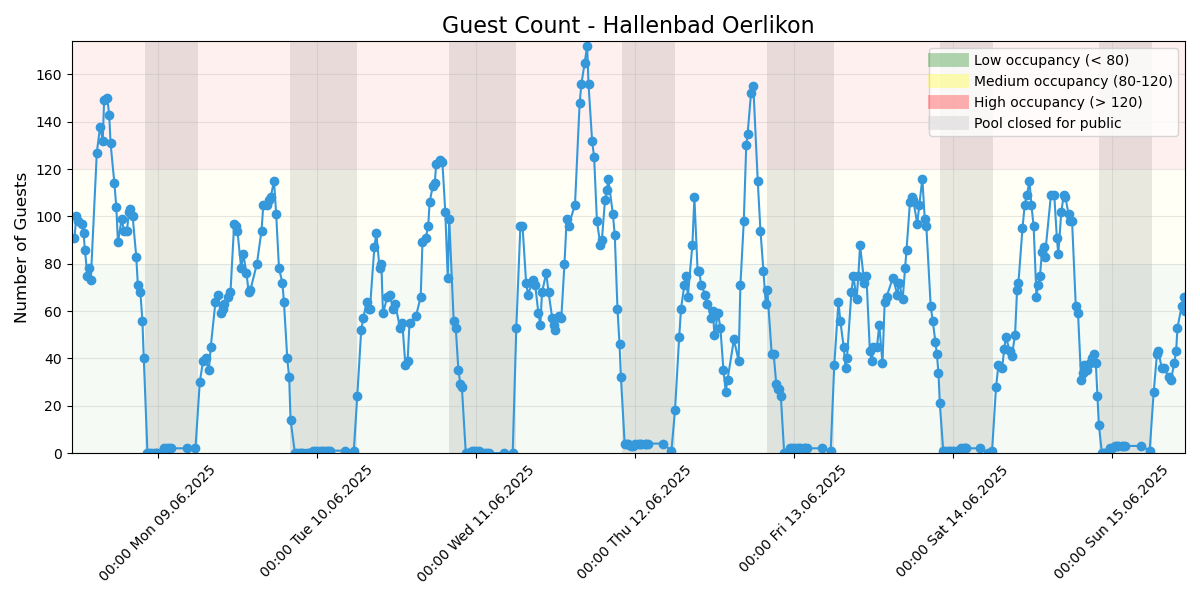 Guest Count - Hallenbad Oerlikon
Number of Guests
160
140
120
100
80
60
40
20
0
Low occupancy (< 80)
Medium occupancy (80-120)
High occupancy (> 120)
Pool closed for public
00:00 Mon 09.06.2025
00:00 Tue 10.06.2025
00:00 Wed 11.06.2025
00:00 Thu 12.06.2025
00:00 Fri 13.06.2025
00:00 Sat 14.06.2025
00:00 Sun 15.06.2025